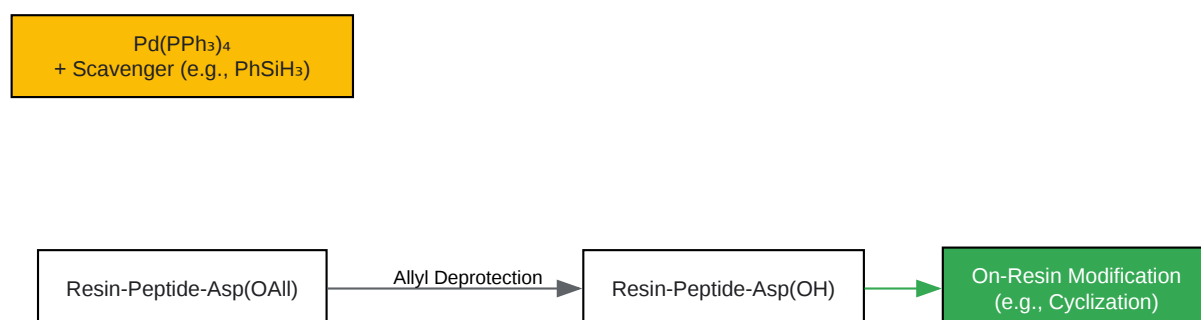 Pd(PPh₃)₄
+ Scavenger (e.g., PhSiH₃)
Resin-Peptide-Asp(OAll)
Allyl Deprotection
Resin-Peptide-Asp(OH)
On-Resin Modification
(e.g., Cyclization)